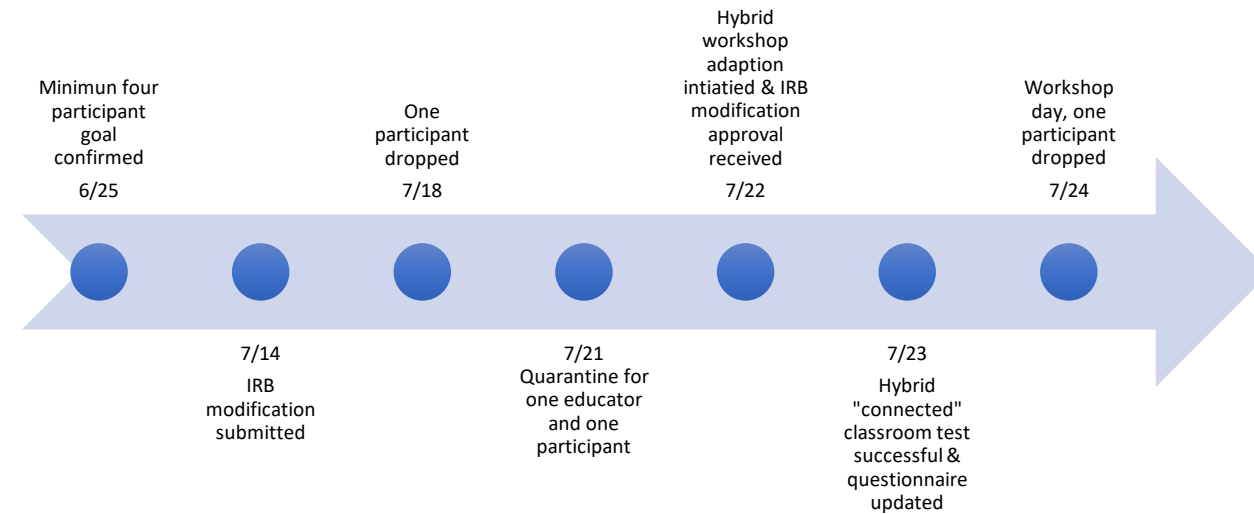 Minimun four
participant
goal
confirmed
6/25
7/14
IRB
modification
submitted
One
participant
dropped
7/18
7/21
Quarantine for
one educator
and one
participant
Hybrid
workshop
adaption
intiatied & IRB
modification
approval
received
7/22
7/23
Hybrid
"connected"
classroom test
successful &
questionnaire
updated
Workshop
day, one
participant
dropped
7/24